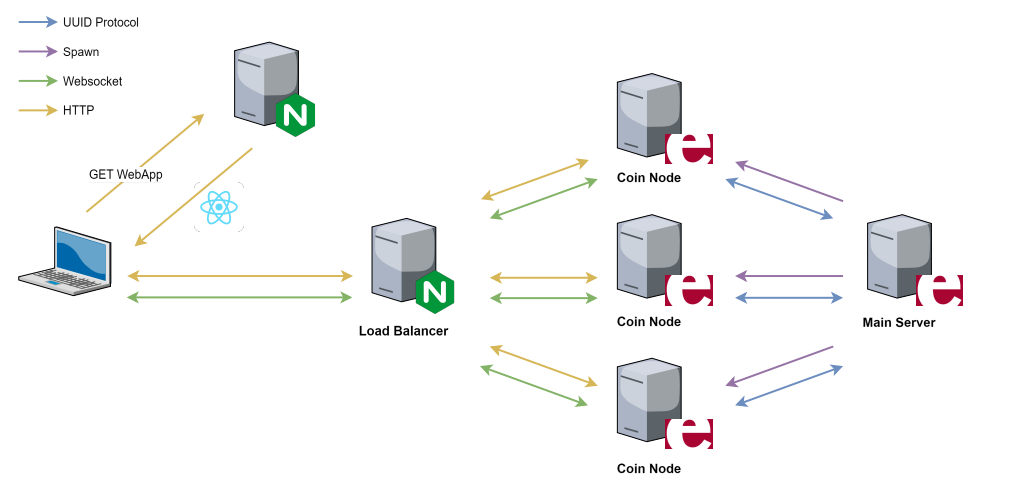 UUID Protocol
Spawn
Websocket
HTTP
GET WebApp
N
e
Coin Node
N
Load Balancer
e
Coin Node
e
Main Server
e
Coin Node